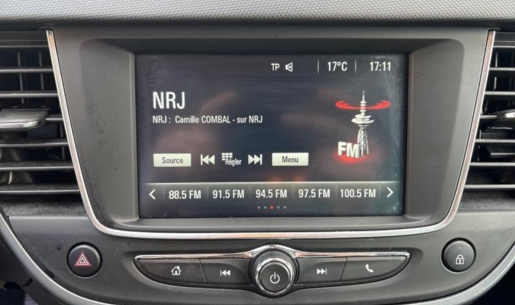 TP 17°C 17:11
NRJ
NRJ : Camille COMBAL - sur NRJ
FM
Source Régler Menu
88.5 FM 91.5 FM 94.5 FM 97.5 FM 100.5 FM